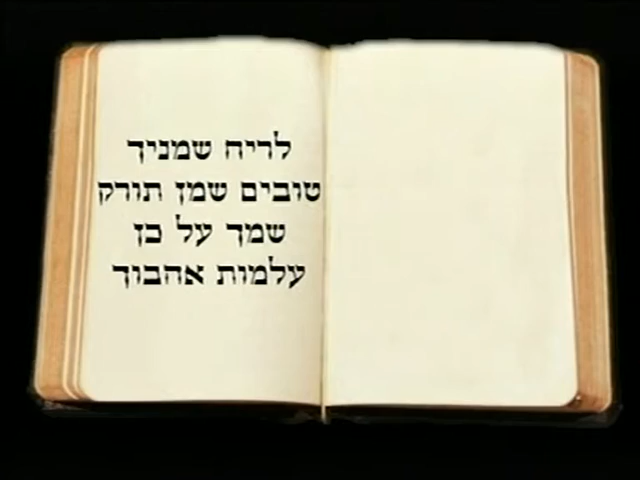 לריח שמניך
טובים שמן תורק
שמך על כן
עלמות אהבוך